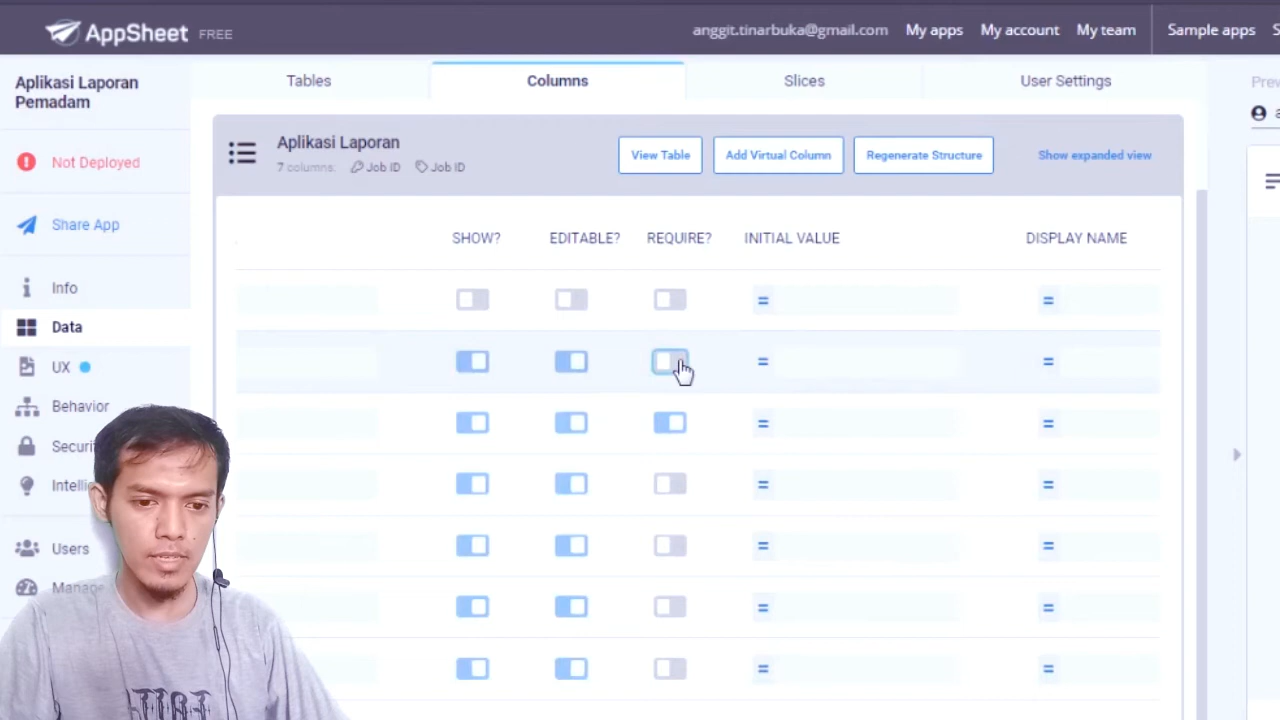 AppSheet FREE
anggit.tinarbuka@gmail.com My apps My account My team Sample apps
Aplikasi Laporan
Pemadam
Not Deployed
Share App
Info
Data
UX
Behavior
Users
Tables Columns Slices User Settings
Aplikasi Laporan
7 columns: Job ID Job ID
View Table Add Virtual Column Regenerate Structure Show expanded view
SHOW? EDITABLE? REQUIRE? INITIAL VALUE DISPLAY NAME
=
=
=
=
=
=
=
=
=
=
=
=
=
=